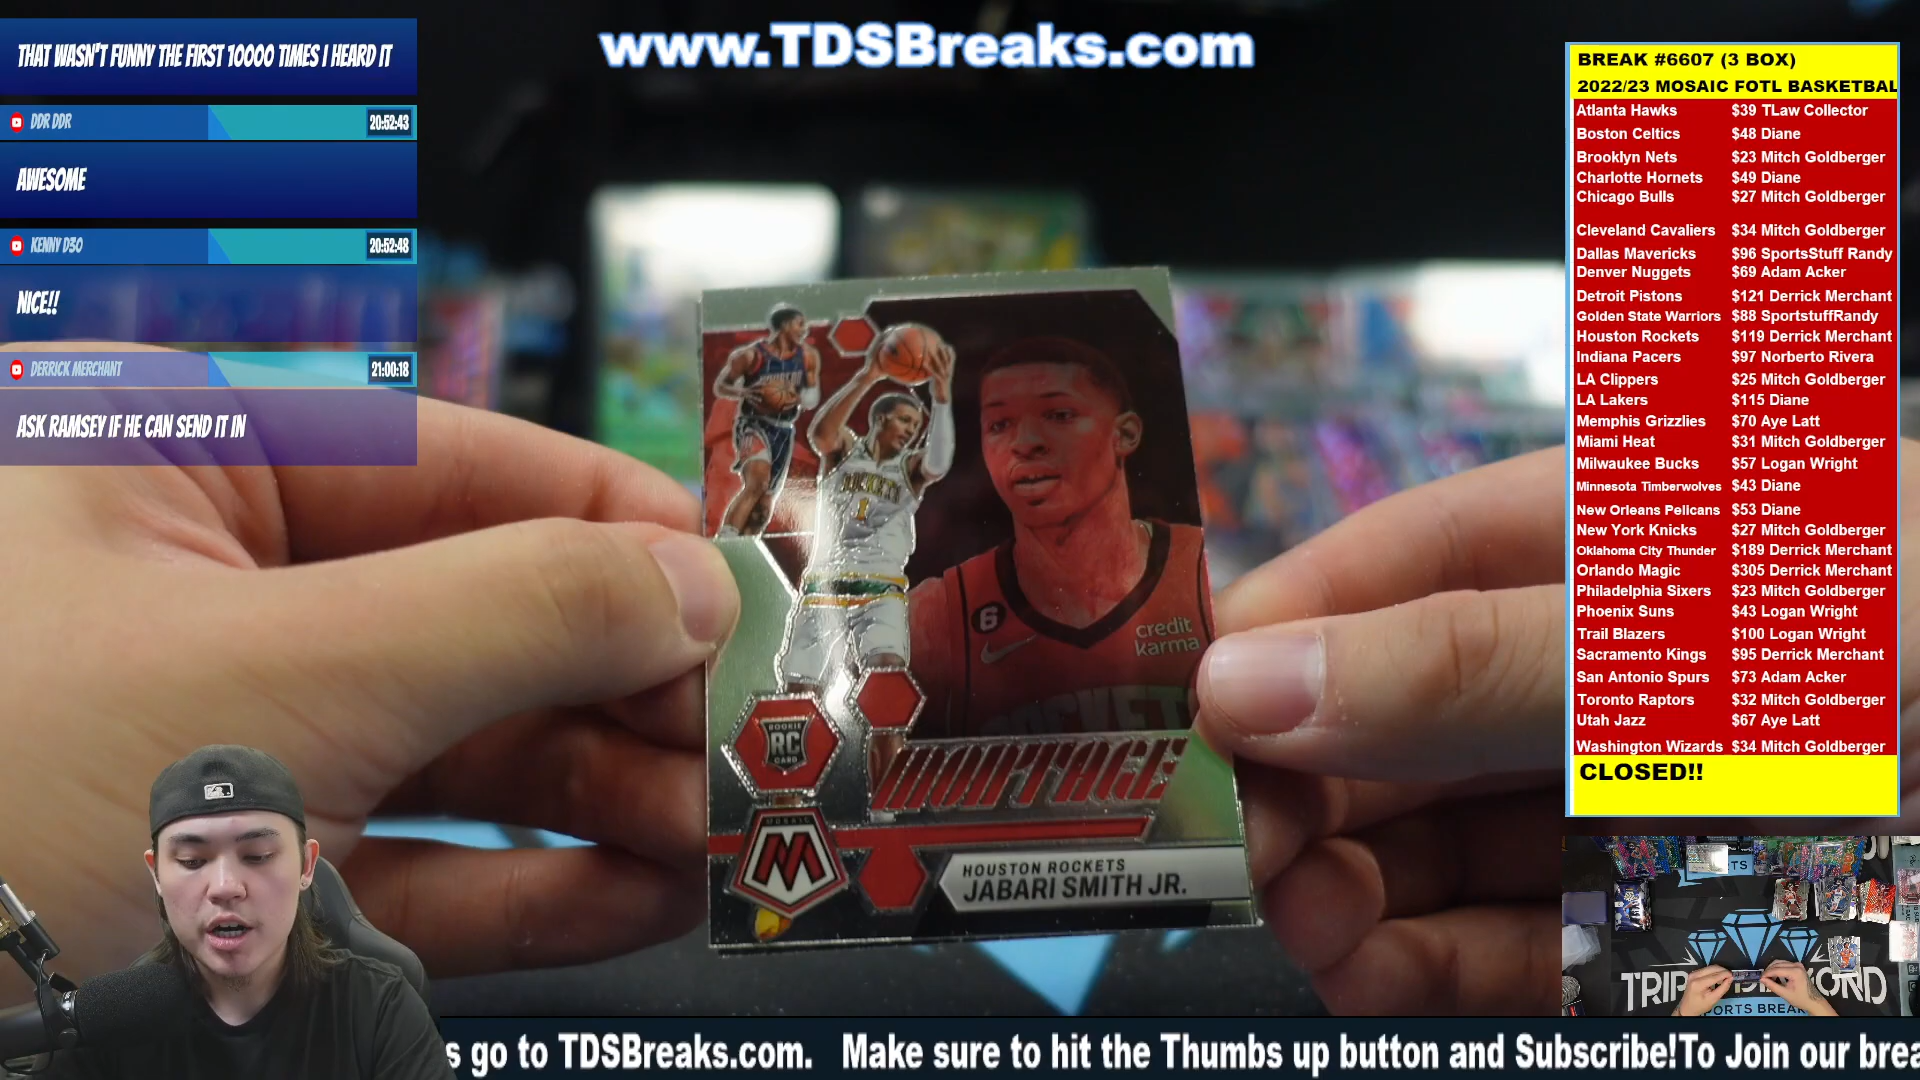 THAT WASN'T FUNNY THE FIRST 10000 TIMES I HEARD IT
DDR DDR 20:52:43
AWESOME
KENNY D30 20:52:48
NICE!!
DERRICK MERCHANT 21:00:18
ASK RAMSEY IF HE CAN SEND IT IN
www.TDSBreaks.com
BREAK #6607 (3 BOX)
2022/23 MOSAIC FOTL BASKETBAL
Atlanta Hawks $39 TLaw Collector
Boston Celtics $48 Diane
Brooklyn Nets $23 Mitch Goldberger
Charlotte Hornets $49 Diane
Chicago Bulls $27 Mitch Goldberger
Cleveland Cavaliers $34 Mitch Goldberger
Dallas Mavericks $96 SportsStuff Randy
Denver Nuggets $69 Adam Acker
Detroit Pistons $121 Derrick Merchant
Golden State Warriors $88 SportstuffRandy
Houston Rockets $119 Derrick Merchant
Indiana Pacers $97 Norberto Rivera
LA Clippers $25 Mitch Goldberger
LA Lakers $115 Diane
Memphis Grizzlies $70 Aye Latt
Miami Heat $31 Mitch Goldberger
Milwaukee Bucks $57 Logan Wright
Minnesota Timberwolves $43 Diane
New Orleans Pelicans $53 Diane
New York Knicks $27 Mitch Goldberger
Oklahoma City Thunder $189 Derrick Merchant
Orlando Magic $305 Derrick Merchant
Philadelphia Sixers $23 Mitch Goldberger
Phoenix Suns $43 Logan Wright
Trail Blazers $100 Logan Wright
Sacramento Kings $95 Derrick Merchant
San Antonio Spurs $73 Adam Acker
Toronto Raptors $32 Mitch Goldberger
Utah Jazz $67 Aye Latt
Washington Wizards $34 Mitch Goldberger
CLOSED!!
ROCKETS
1
6
credit
karma
ROCKETS
ROOKIE
RC
CARD
MONTAGE
MOSAIC
M
HOUSTON ROCKETS
JABARI SMITH JR.
s go to TDSBreaks.com. Make sure to hit the Thumbs up button and Subscribe!To Join our brea